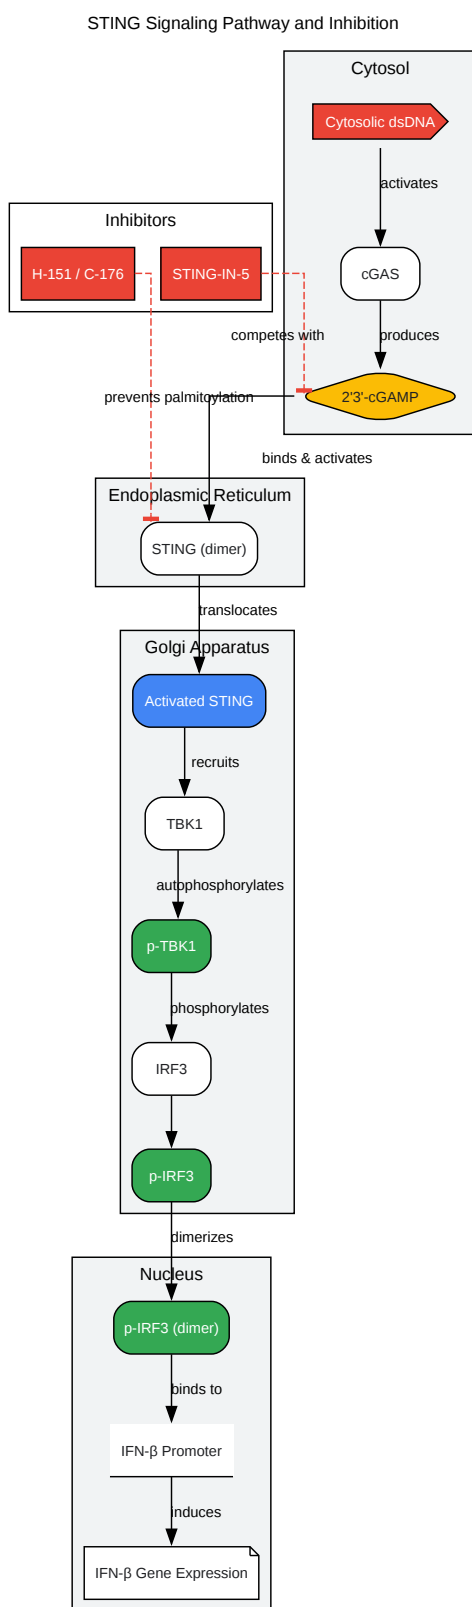 STING Signaling Pathway and Inhibition
Cytosol
Cytosolic dsDNA
activates
Inhibitors
H-151 / C-176
STING-IN-5
cGAS
competes with
produces
prevents palmitoylation
2'3'-cGAMP
binds & activates
Endoplasmic Reticulum
STING (dimer)
translocates
Golgi Apparatus
Activated STING
recruits
TBK1
autophosphorylates
p-TBK1
phosphorylates
IRF3
p-IRF3
dimerizes
Nucleus
p-IRF3 (dimer)
binds to
IFN-β Promoter
induces
IFN-β Gene Expression